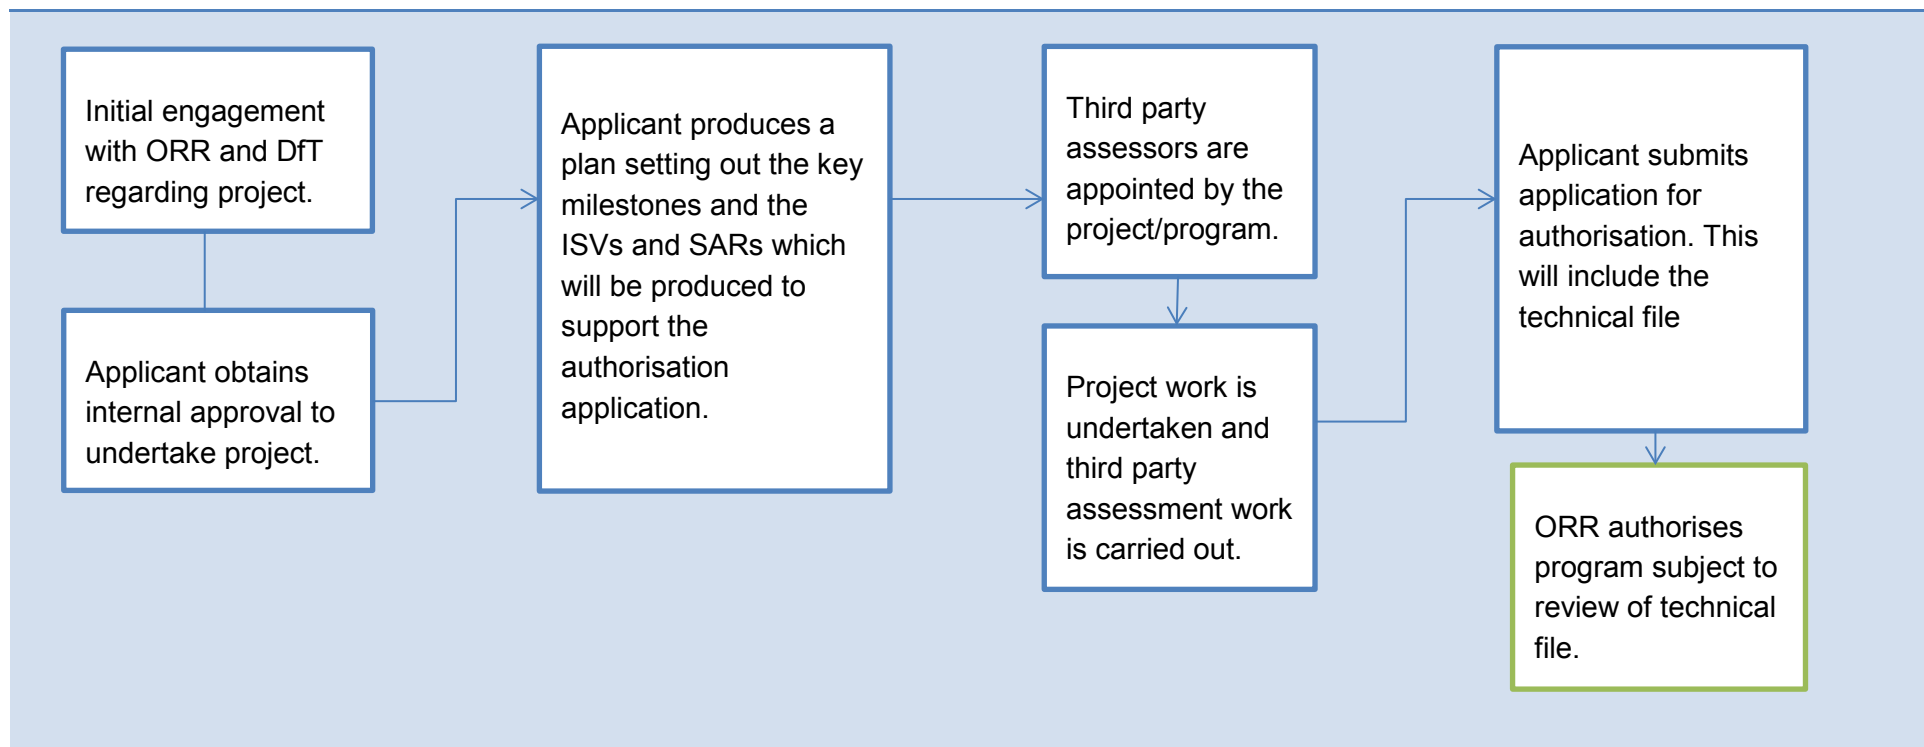 Initial engagement
with ORR and DfT
regarding project.
Applicant obtains
internal approval to
undertake project.
Applicant produces a
plan setting out the key
milestones and the
ISVs and SARs which
will be produced to
support the
authorisation
application.
Third party
assessors are
appointed by the
project/program.
Project work is
undertaken and
third party
assessment work
is carried out.
Applicant submits
application for
authorisation. This
will include the
technical file
ORR authorises
program subject to
review of technical
file.